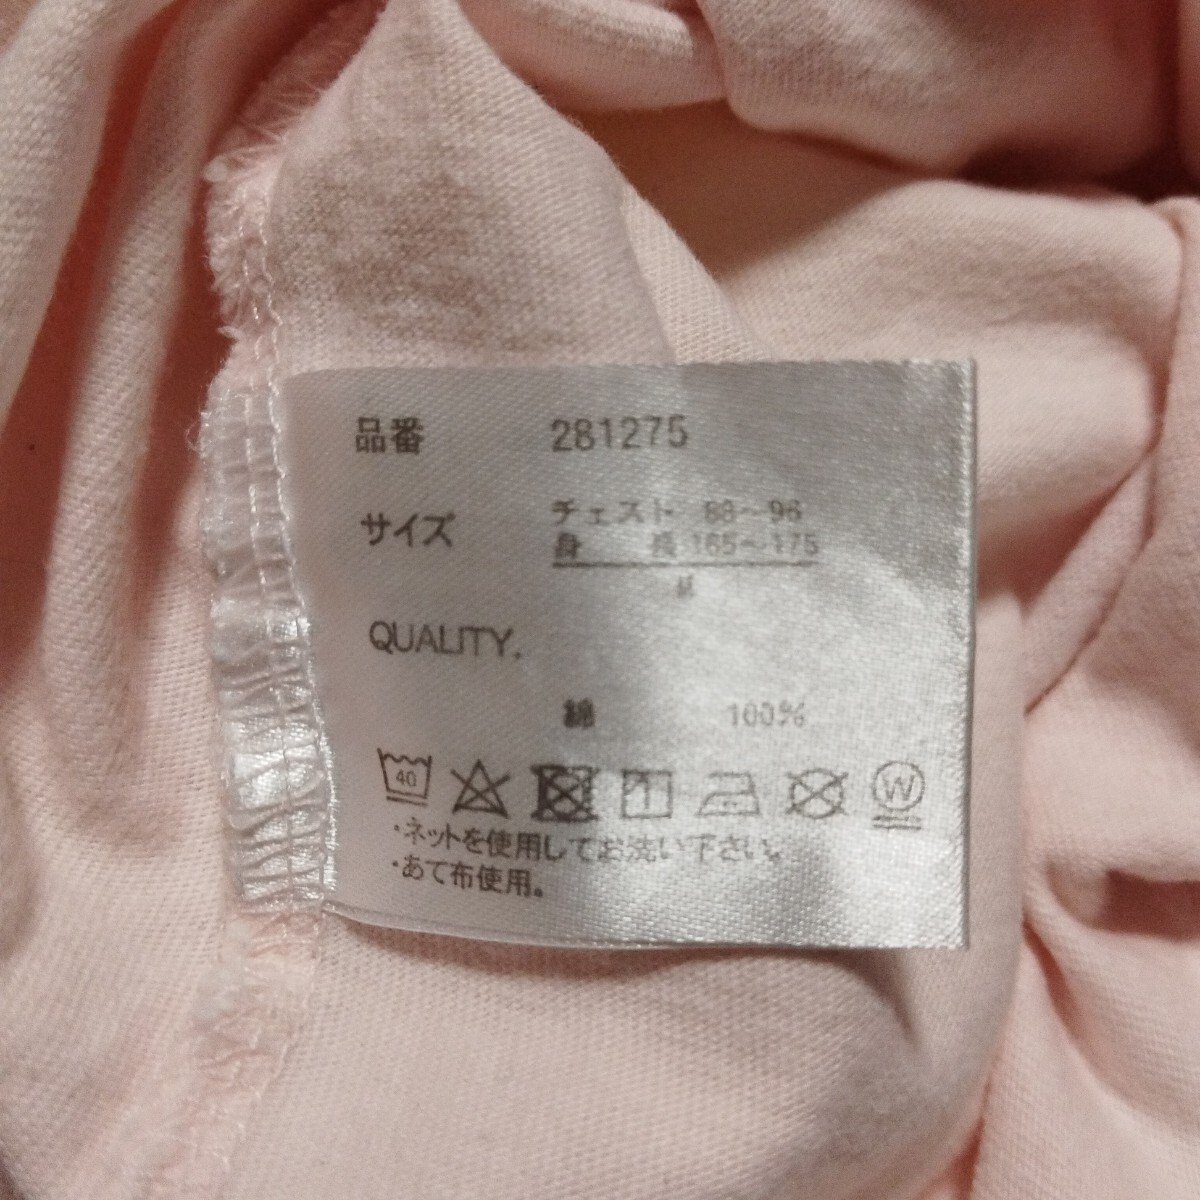 品番 281275
サイズ チェスト 88～96
身長 165～175
M
QUALITY.
綿 100%
40 W
・ネットを使用してお洗い下さい。
・あて布使用。